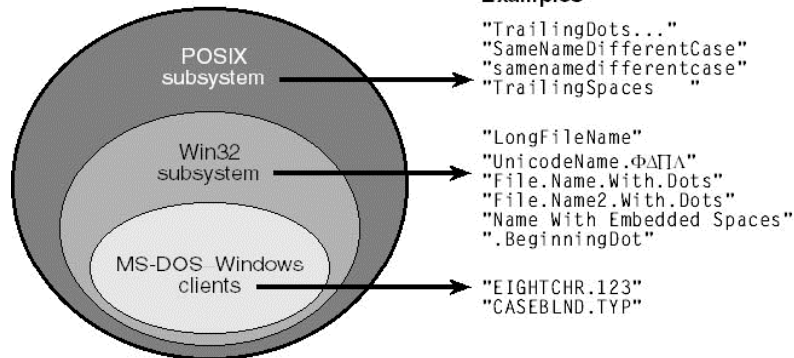 Examples
POSIX
subsystem
"TrailingDots..."
"SameNameDifferentCase"
"samenamedifferentcase"
"TrailingSpaces   "
Win32
subsystem
"LongFileName"
"UnicodeName.ΦΔΠΛ"
"File.Name.With.Dots"
"File.Name2.With.Dots"
"Name With Embedded Spaces"
".BeginningDot"
MS-DOS Windows
clients
"EIGHTCHR.123"
"CASEBLND.TYP"